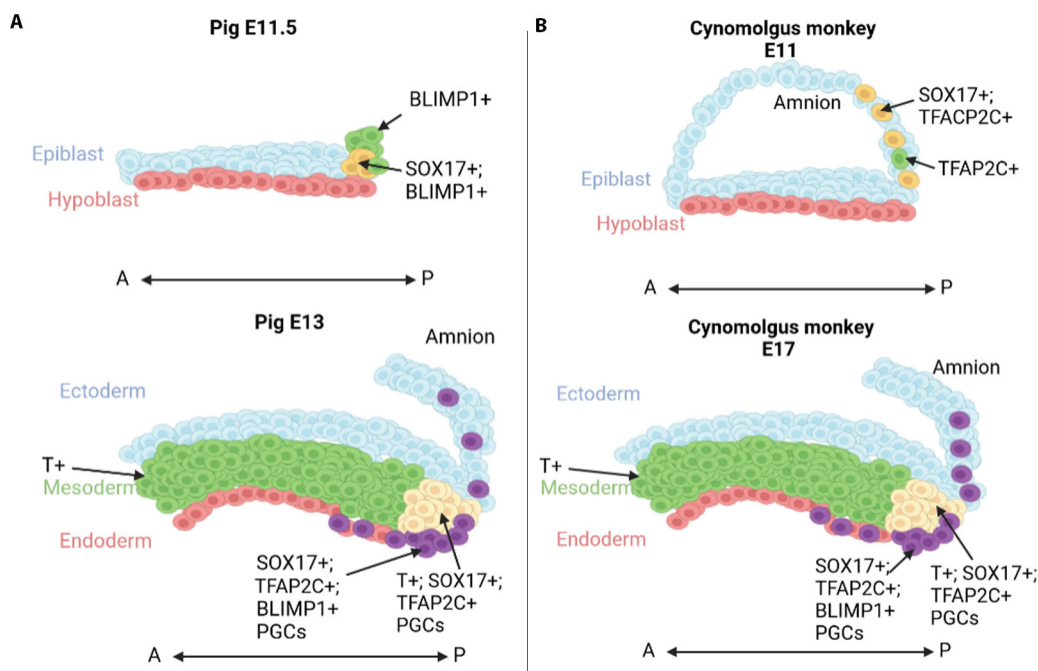 A
Pig E11.5
BLIMP1+
Epiblast
SOX17+;
BLIMP1+
Hypoblast
A
P
Pig E13
Amnion
Ectoderm
T+
Mesoderm
Endoderm
SOX17+;
TFAP2C+;
BLIMP1+
PGCs
T+; SOX17+;
TFAP2C+
PGCs
A
P
B
Cynomolgus monkey
E11
Amnion
SOX17+;
TFACP2C+
TFAP2C+
Epiblast
Hypoblast
A
P
Cynomolgus monkey
E17
Amnion
Ectoderm
T+
Mesoderm
Endoderm
SOX17+;
TFAP2C+;
BLIMP1+
PGCs
T+; SOX17+;
TFAP2C+
PGCs
A
P